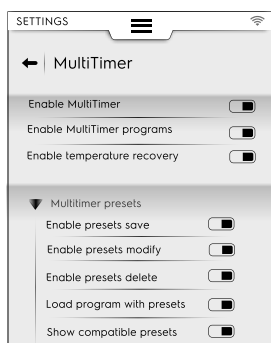 SETTINGS
MultiTimer
Enable MultiTimer
Enable MultiTimer programs
Enable temperature recovery
Multitimer presets
Enable presets save
Enable presets modify
Enable presets delete
Load program with presets
Show compatible presets